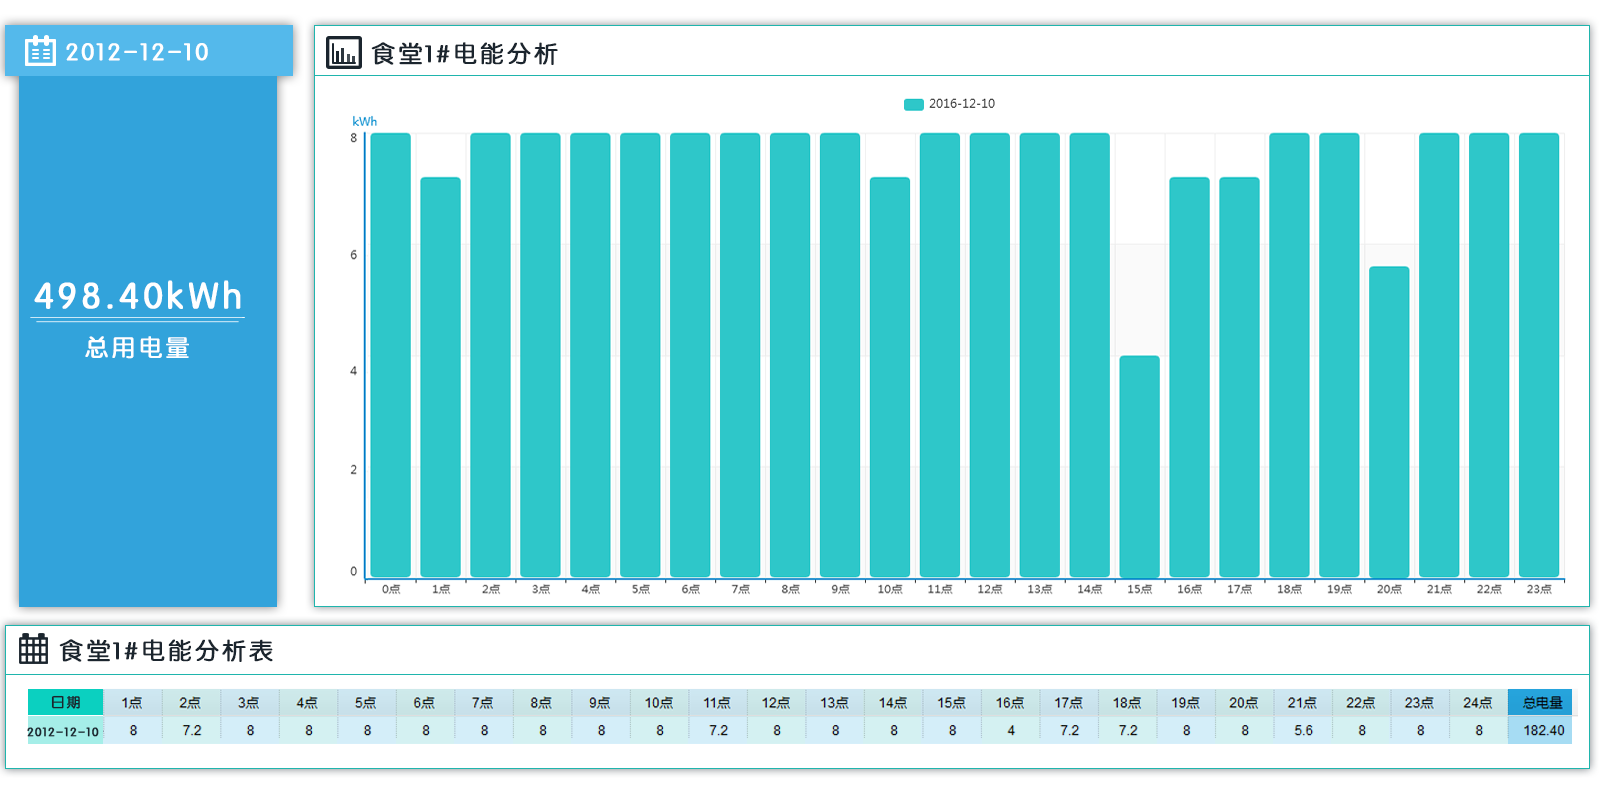 2012-12-10
498.40kWh
总用电量
食堂1#电能分析
2016-12-10
kWh
8
6
4
2
0
0点 1点 2点 3点 4点 5点 6点 7点 8点 9点 10点 11点 12点 13点 14点 15点 16点 17点 18点 19点 20点 21点 22点 23点
食堂1#电能分析表
日期 1点 2点 3点 4点 5点 6点 7点 8点 9点 10点 11点 12点 13点 14点 15点 16点 17点 18点 19点 20点 21点 22点 23点 24点 总电量
2012-12-10 8 7.2 8 8 8 8 8 8 8 8 7.2 8 8 8 8 4 7.2 7.2 8 8 5.6 8 8 8 182.40